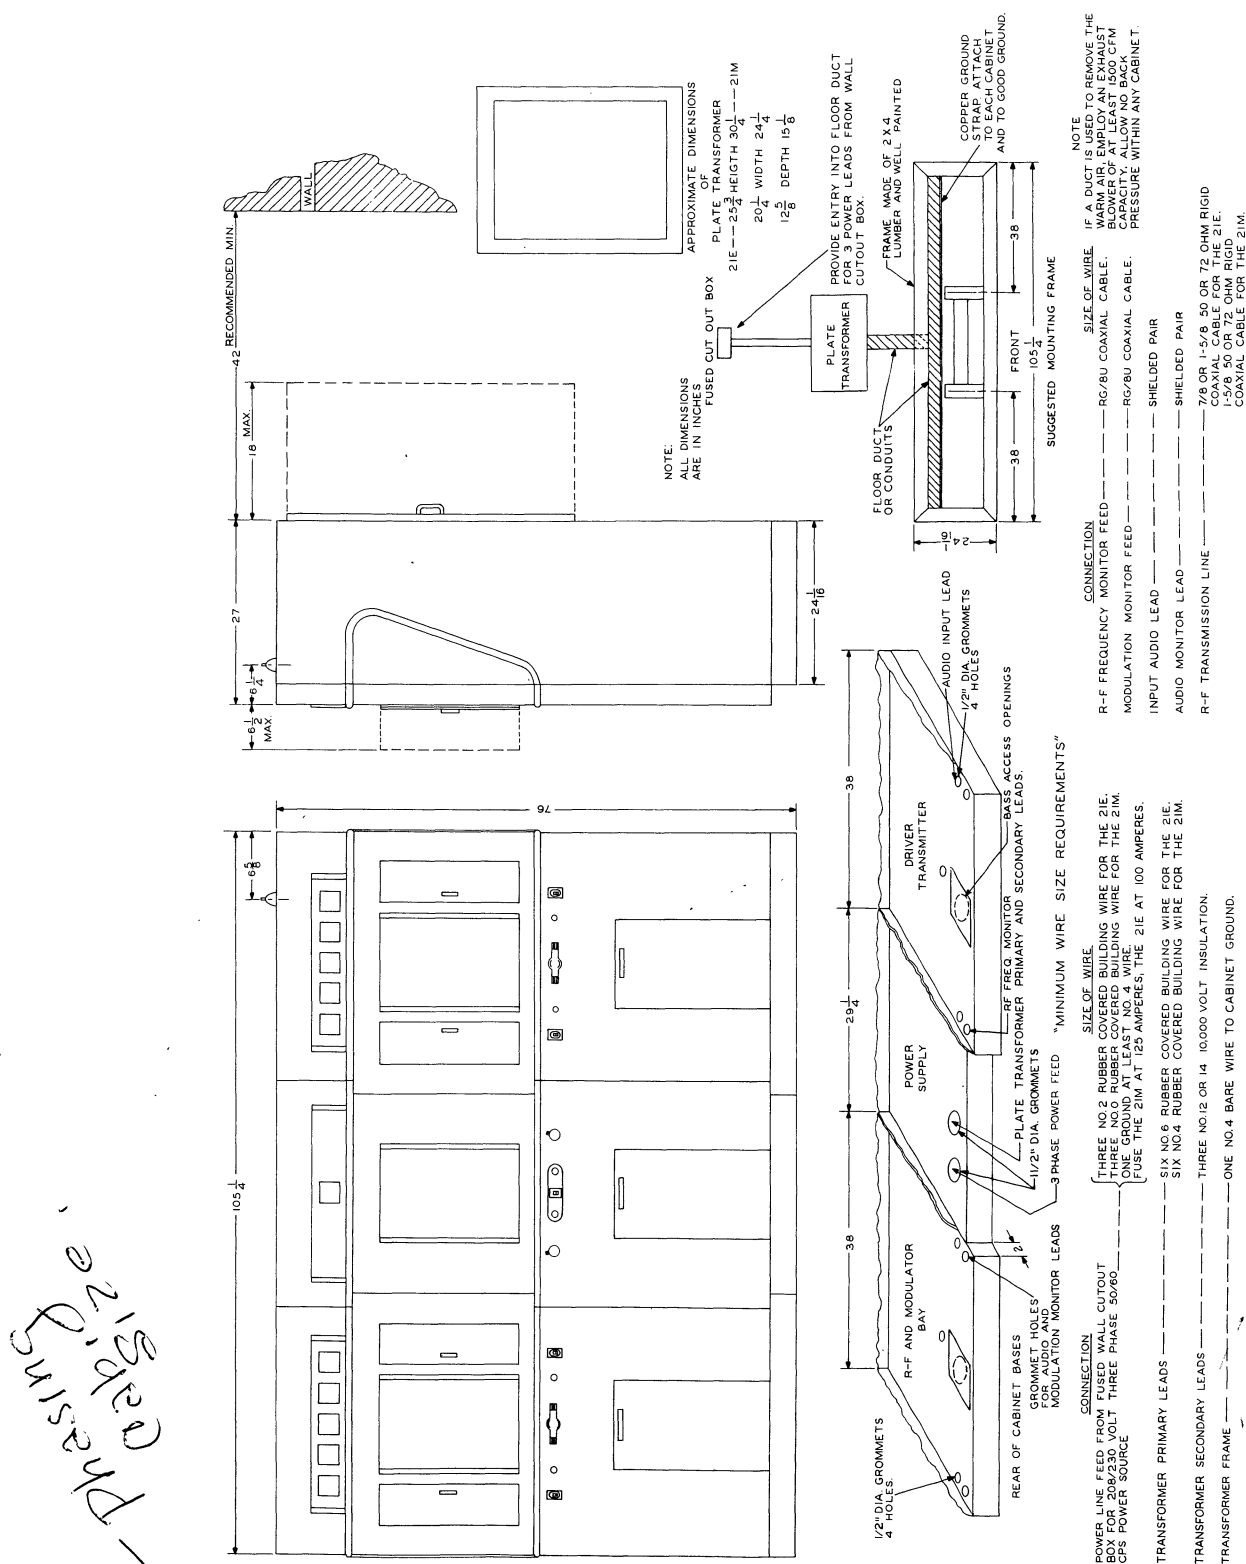 Phasing
Cab'd
Size
105 1/4
6 5/8
76
6 1/2
MAX.
6 1/4
27
42 RECOMMENDED MIN.
18 MAX.
24 1/16
WALL
APPROXIMATE DIMENSIONS
OF
PLATE TRANSFORMER
21E---25 3/4 HEIGTH 30 1/4---21M
20 1/4 WIDTH 24 1/4
12 5/8 DEPTH 15 1/8
NOTE:
ALL DIMENSIONS
ARE IN INCHES
FUSED CUT OUT BOX
PROVIDE ENTRY INTO FLOOR DUCT
FOR 3 POWER LEADS FROM WALL
CUTOUT BOX.
PLATE
TRANSFORMER
FRAME MADE OF 2X4
LUMBER AND WELL PAINTED
FLOOR DUCT
OR CONDUITS
COPPER GROUND
STRAP ATTACH
TO EACH CABINET
AND TO GOOD GROUND.
24 1/16
38
FRONT
38
105 1/4
SUGGESTED MOUNTING FRAME
38
29 1/4
38
R-F AND MODULATOR
BAY
POWER
SUPPLY
DRIVER
TRANSMITTER
1/2" DIA. GROMMETS
4 HOLES.
REAR OF CABINET BASES
GROMMET HOLES
FOR AUDIO AND
MODULATION MONITOR LEADS
2
3 PHASE POWER FEED
1 1/2" DIA. GROMMETS
PLATE TRANSFORMER PRIMARY AND SECONDARY LEADS.
RF FREQ. MONITOR
BASS ACCESS OPENINGS
AUDIO INPUT LEAD
1/2" DIA. GROMMETS
4 HOLES
"MINIMUM WIRE SIZE REQUIREMENTS"
CONNECTION
SIZE OF WIRE
POWER LINE FEED FROM FUSED WALL CUTOUT
BOX FOR 208/230 VOLT THREE PHASE 50/60
CPS POWER SOURCE
THREE NO.2 RUBBER COVERED BUILDING WIRE FOR THE 21E.
THREE NO.0 RUBBER COVERED BUILDING WIRE FOR THE 21M.
ONE GROUND AT LEAST NO. 4 WIRE.
FUSE THE 21M AT 125 AMPERES, THE 21E AT 100 AMPERES.
TRANSFORMER PRIMARY LEADS — SIX NO.6 RUBBER COVERED BUILDING WIRE FOR THE 21E.
SIX NO.4 RUBBER COVERED BUILDING WIRE FOR THE 21M.
TRANSFORMER SECONDARY LEADS — THREE NO.12 OR 14 10,000 VOLT INSULATION.
TRANSFORMER FRAME — ONE NO.4 BARE WIRE TO CABINET GROUND.
CONNECTION
SIZE OF WIRE
R-F FREQUENCY MONITOR FEED — RG/8U COAXIAL CABLE.
MODULATION MONITOR FEED — RG/8U COAXIAL CABLE.
INPUT AUDIO LEAD — SHIELDED PAIR
AUDIO MONITOR LEAD — SHIELDED PAIR
R-F TRANSMISSION LINE — 7/8 OR 1-5/8 50 OR 72 OHM RIGID
COAXIAL CABLE FOR THE 21E.
1-5/8 50 OR 72 OHM RIGID
COAXIAL CABLE FOR THE 21M.
NOTE
IF A DUCT IS USED TO REMOVE THE
WARM AIR, EMPLOY AN EXHAUST
BLOWER OF AT LEAST 1500 CFM
CAPACITY, ALLOW NO BACK
PRESSURE WITHIN ANY CABINET.